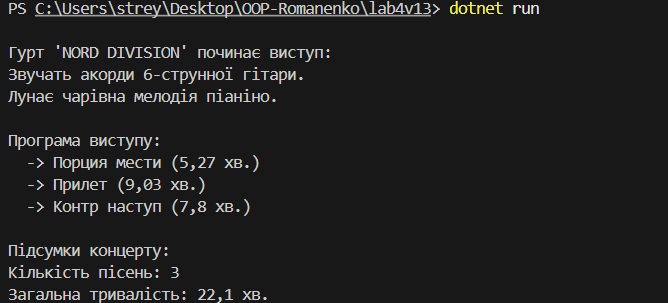 PS C:\Users\strey\Desktop\OOP-Romanenko\lab4v13> dotnet run
Гурт 'NORD DIVISION' починає виступ:
Звучать акорди 6-струнної гітари.
Лунає чарівна мелодія піаніно.
Програма виступу:
-> Порция мести (5,27 хв.)
-> Прилет (9,03 хв.)
-> Контр наступ (7,8 хв.)
Підсумки концерту:
Кількість пісень: 3
Загальна тривалість: 22,1 хв.